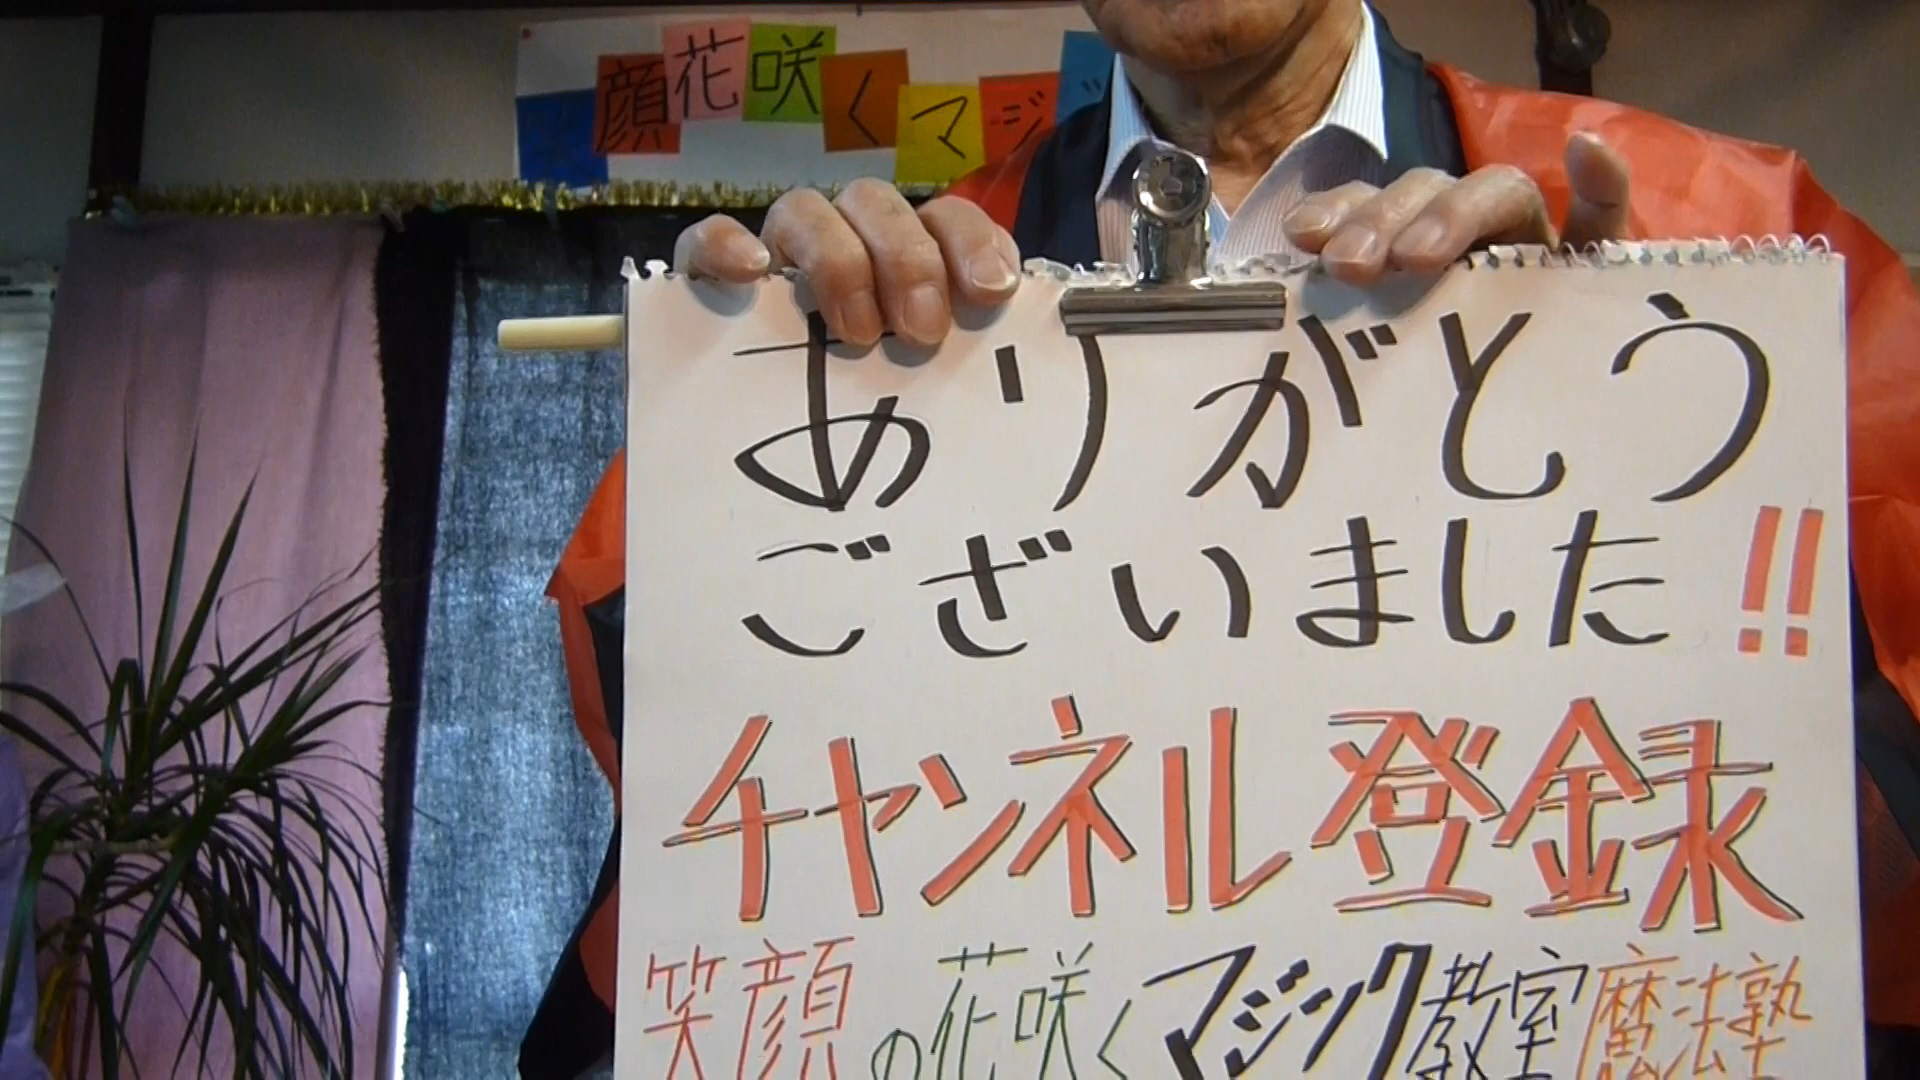 顔花咲くマジ
ありがとう
ございました!!
チャンネル登録
笑顔の花咲くマジック教室魔法塾